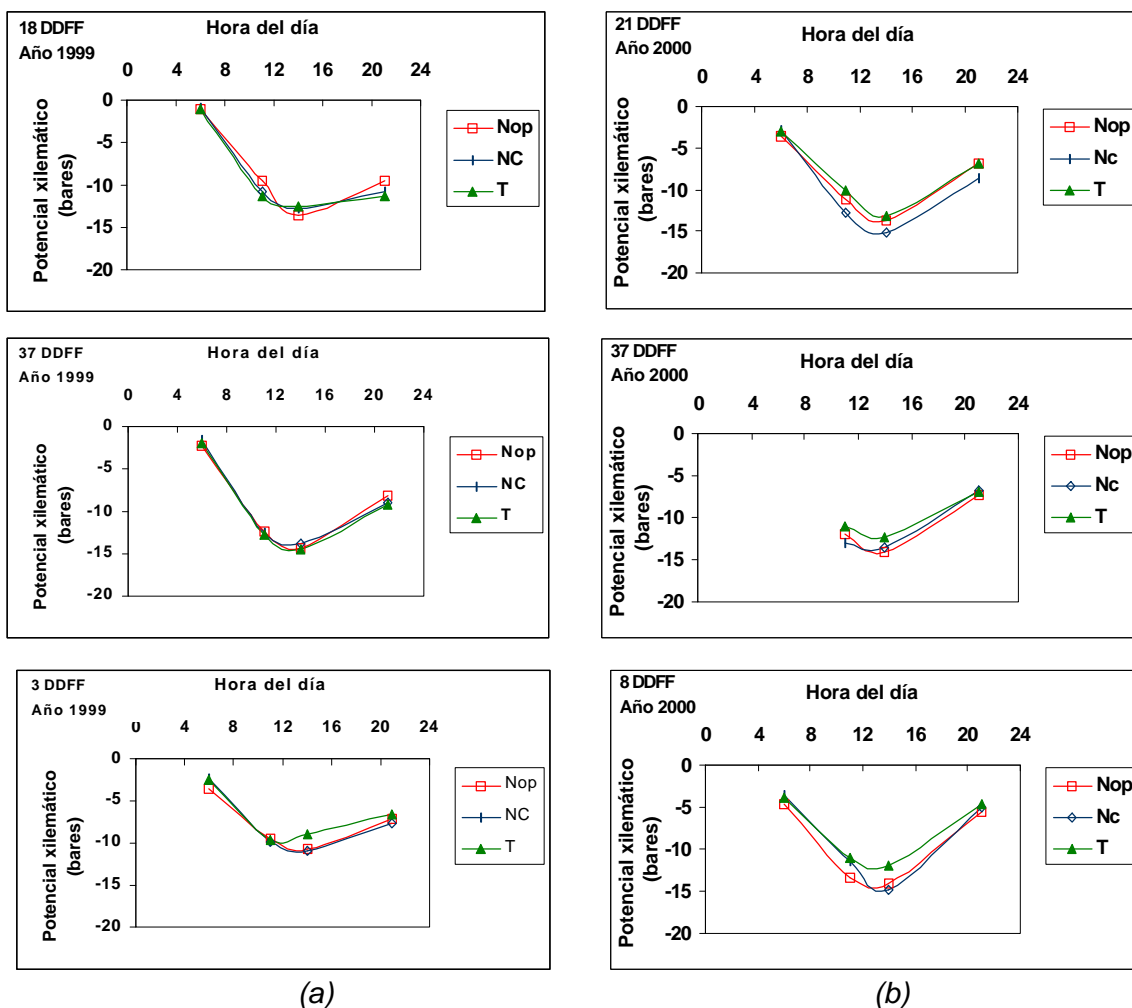 18 DDFF
Hora del día
Año 1999
0 4 8 12 16 20 24
0
-5
-10
-15
-20
Potencial xilemático
(bares)
Nop
NC
T
21 DDFF
Hora del día
Año 2000
0 4 8 12 16 20 24
0
-5
-10
-15
-20
Potencial xilemático
(bares)
Nop
Nc
T
37 DDFF
Hora del día
Año 1999
0 4 8 12 16 20 24
0
-5
-10
-15
-20
Potencial xilemático
(bares)
Nop
NC
T
37 DDFF
Hora del día
Año 2000
0 4 8 12 16 20 24
0
-5
-10
-15
-20
Potencial xilemático
(bares)
Nop
Nc
T
3 DDFF
Hora del día
Año 1999
0 4 8 12 16 20 24
0
-5
-10
-15
-20
Potencial xilemático
(bares)
Nop
NC
T
8 DDFF
Hora del día
Año 2000
0 4 8 12 16 20 24
0
-5
-10
-15
-20
Potencial xilemático
(bares)
Nop
Nc
T
(a)
(b)